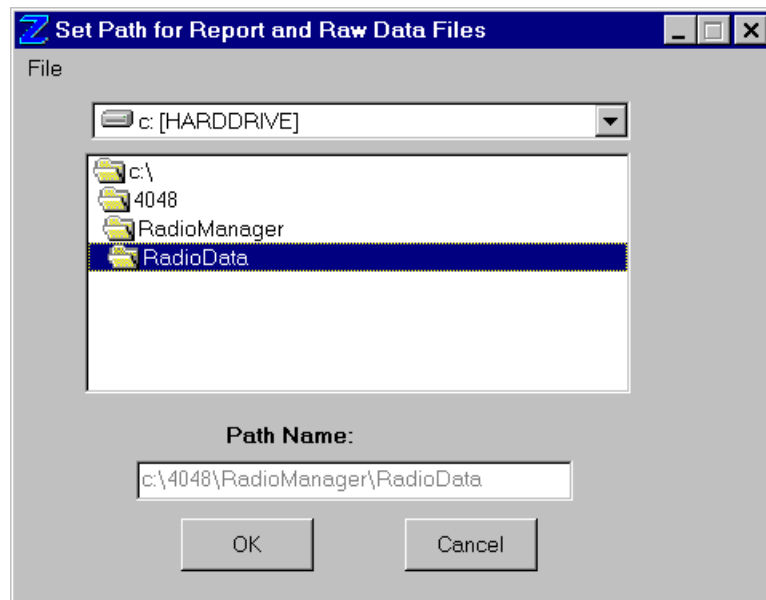 Set Path for Report and Raw Data Files
File
c: [HARDDRIVE]
c:\
4048
RadioManager
RadioData
Path Name:
c:\4048\RadioManager\RadioData
OK Cancel